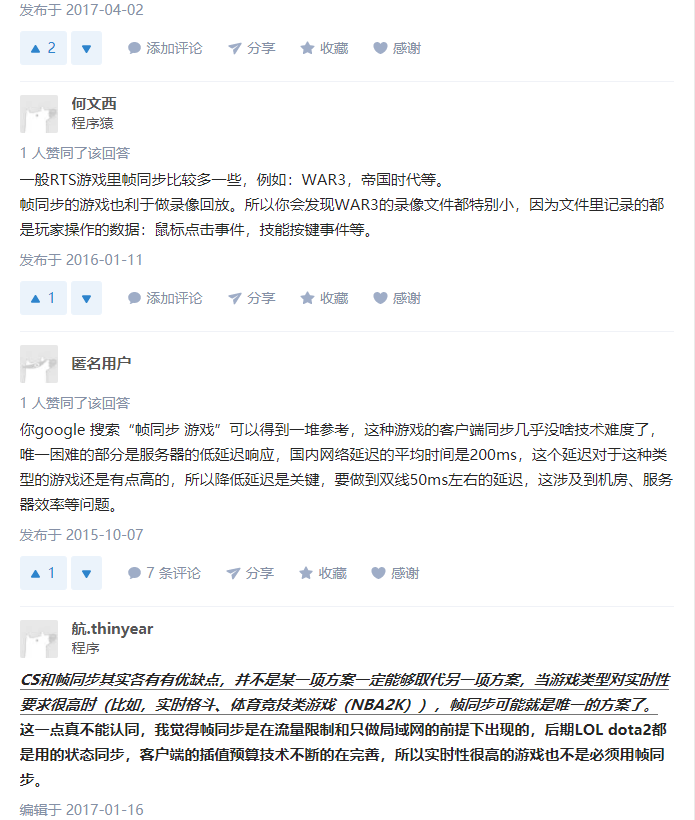 发布于 2017-04-02
2 添加评论 分享 收藏 感谢
何文西
程序猿
1 人赞同了该回答
一般RTS游戏里帧同步比较多一些，例如：WAR3，帝国时代等。
帧同步的游戏也利于做录像回放。所以你会发现WAR3的录像文件都特别小，因为文件里记录的都
是玩家操作的数据：鼠标点击事件，技能按键事件等。
发布于 2016-01-11
1 添加评论 分享 收藏 感谢
匿名用户
1 人赞同了该回答
你google 搜索“帧同步 游戏”可以得到一堆参考，这种游戏的客户端同步几乎没啥技术难度了，
唯一困难的部分是服务器的低延迟响应，国内网络延迟的平均时间是200ms，这个延迟对于这种类
型的游戏还是有点高的，所以降低延迟是关键，要做到双线50ms左右的延迟，这涉及到机房、服务
器效率等问题。
发布于 2015-10-07
1 7 条评论 分享 收藏 感谢
航.thinyear
程序
CS和帧同步其实各有有优缺点，并不是某一项方案一定能够取代另一项方案，当游戏类型对实时性
要求很高时（比如，实时格斗、体育竞技类游戏（NBA2K）），帧同步可能就是唯一的方案了。
这一点真不能认同，我觉得帧同步是在流量限制和只做局域网的前提下出现的，后期LOL dota2都
是用的状态同步，客户端的插值预算技术不断的在完善，所以实时性很高的游戏也不是必须用帧同
步。
编辑于 2017-01-16